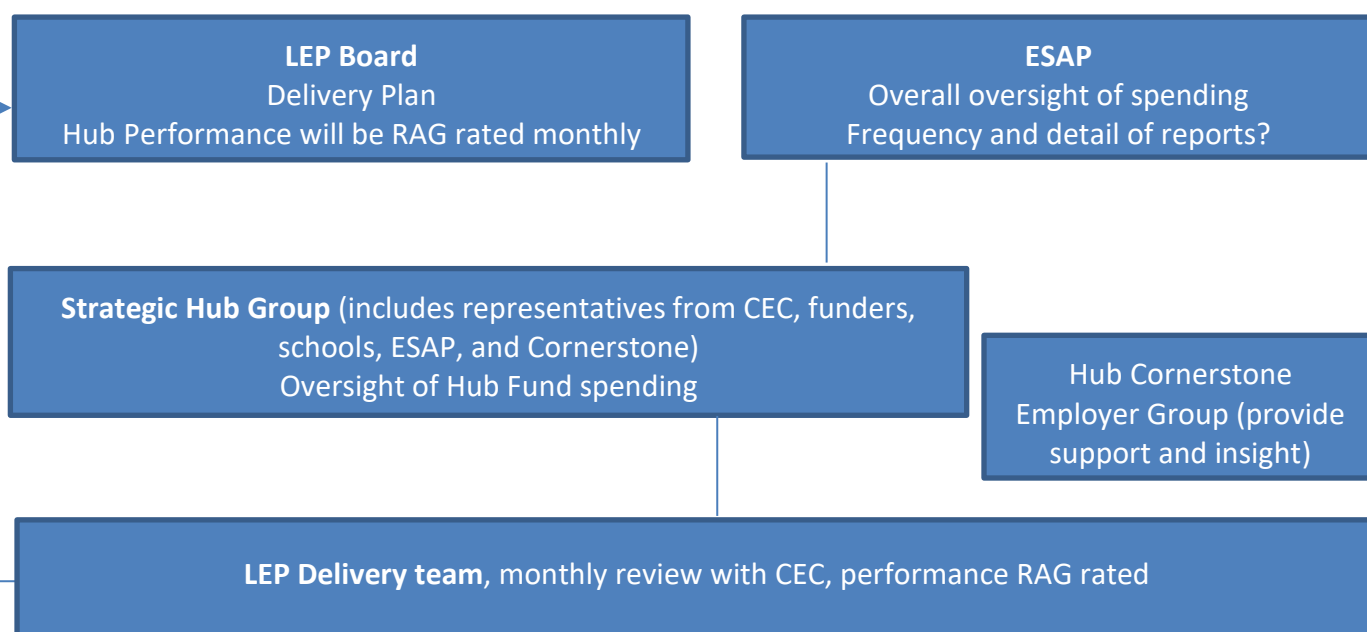 LEP Board
Delivery Plan
Hub Performance will be RAG rated monthly
ESAP
Overall oversight of spending
Frequency and detail of reports?
Strategic Hub Group (includes representatives from CEC, funders,
schools, ESAP, and Cornerstone)
Oversight of Hub Fund spending
Hub Cornerstone
Employer Group (provide
support and insight)
LEP Delivery team, monthly review with CEC, performance RAG rated